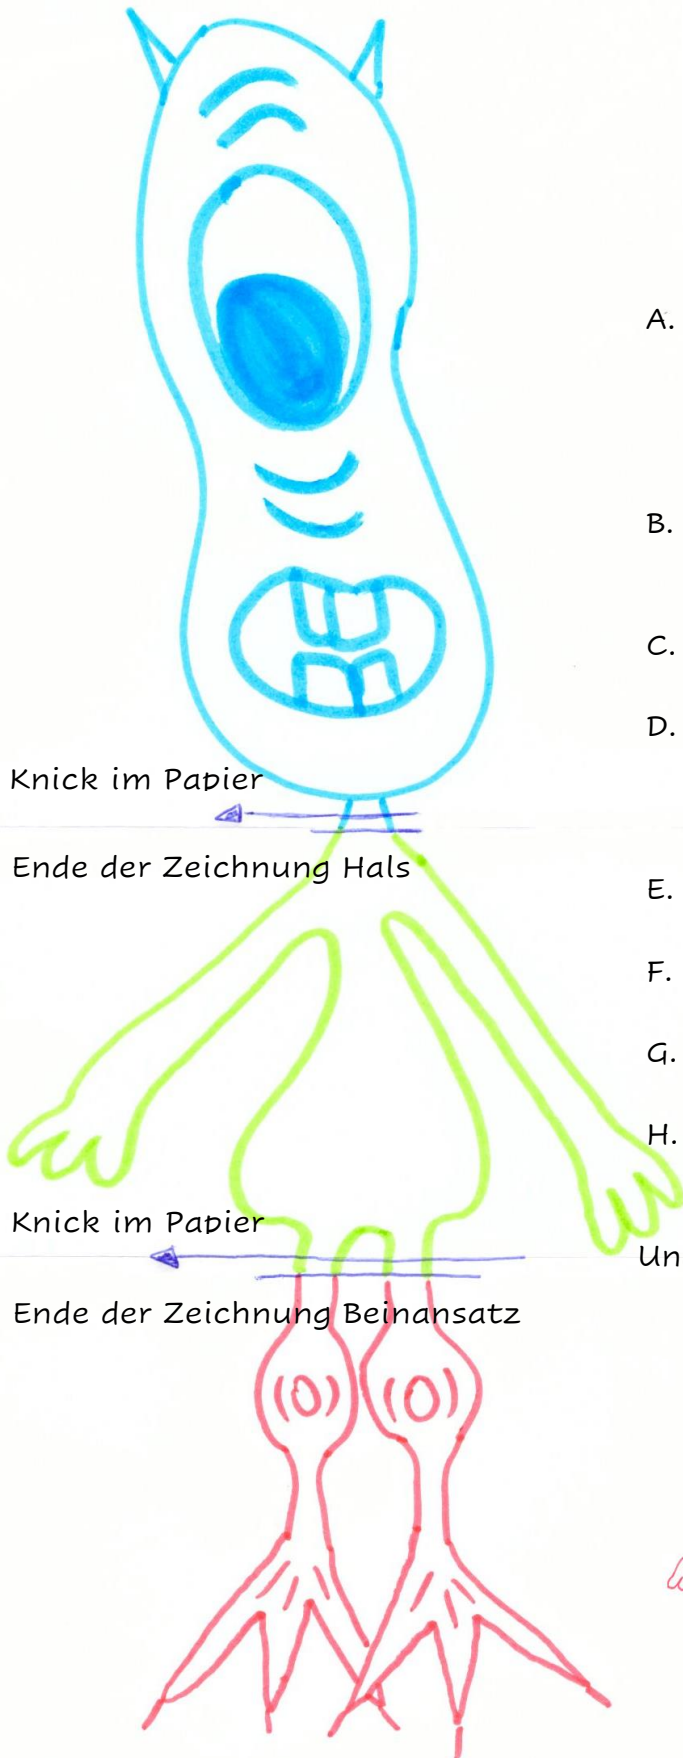 A.
B.
C.
D.
Knick im Papier
Ende der Zeichnung Hals
E.
F.
G.
H.
Knick im Papier
Un
Ende der Zeichnung Beinansatz